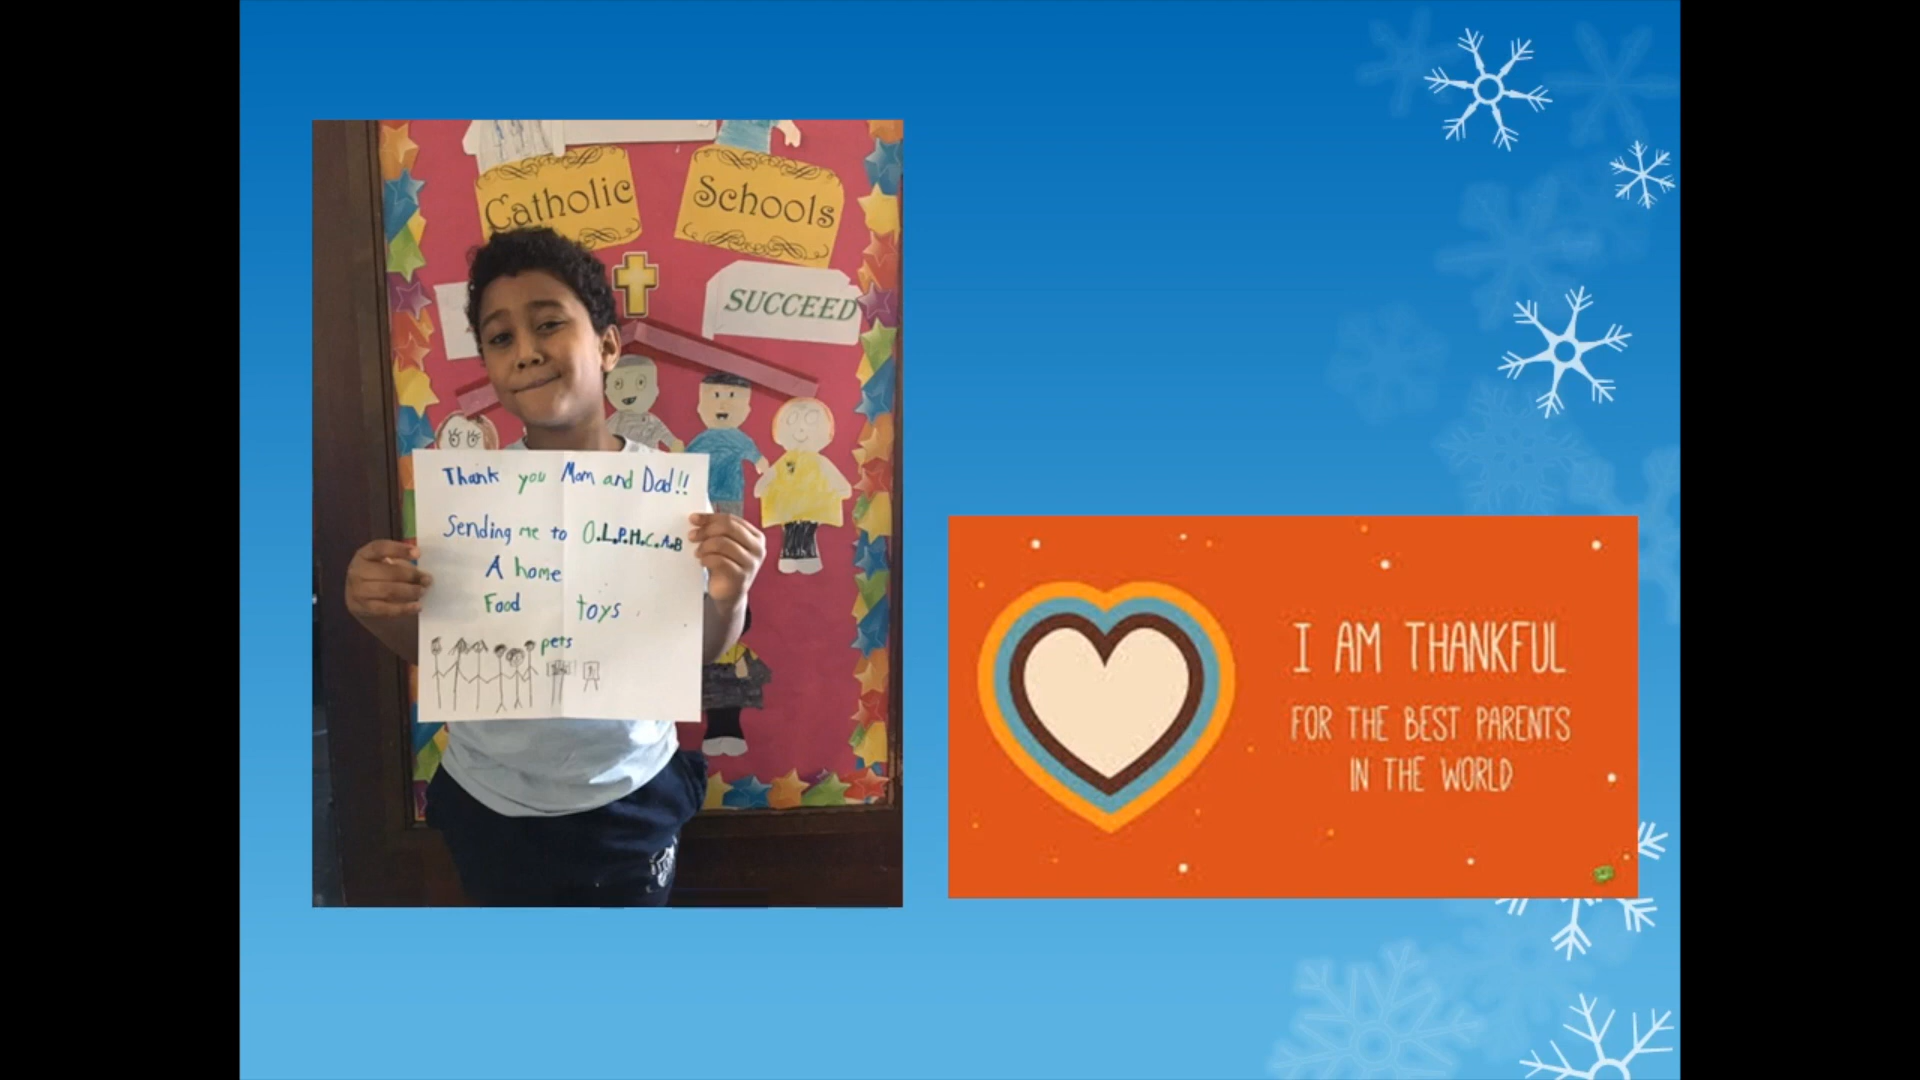 Catholic
Schools
SUCCEED
Thank you Mom and Dad!!
Sending me to O.L.P.H.C.A.B
A home
Food toys
pets
I AM THANKFUL
FOR THE BEST PARENTS
IN THE WORLD